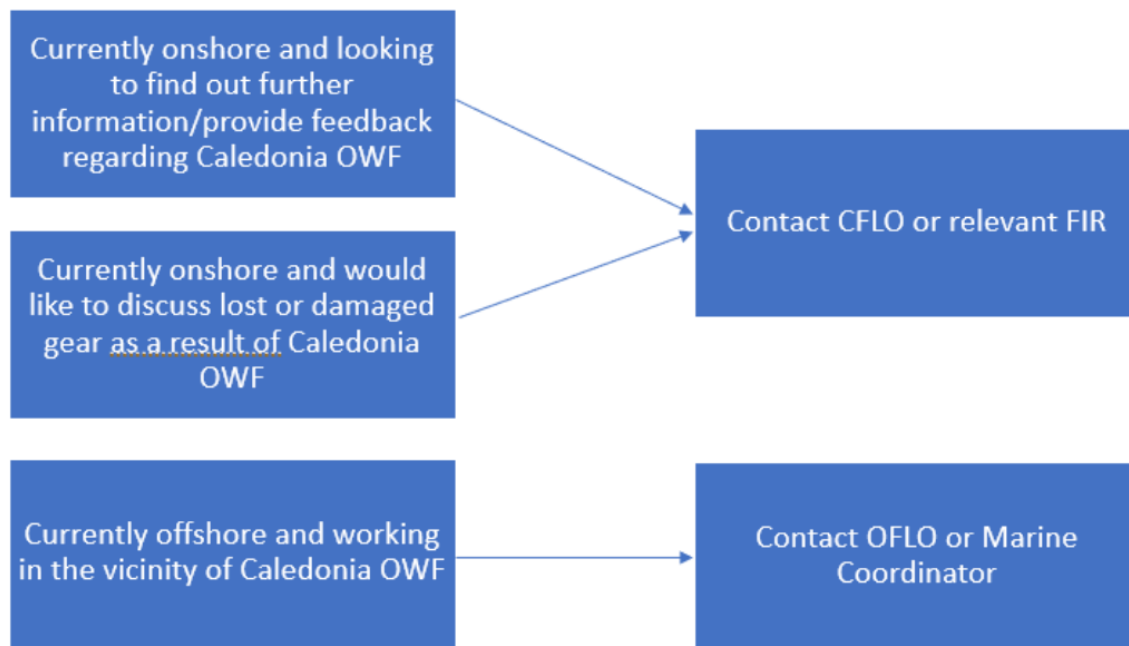 Currently onshore and looking
to find out further
information/provide feedback
regarding Caledonia OWF
Contact CFLO or relevant FIR
Currently onshore and would
like to discuss lost or damaged
gear as a result of Caledonia
OWF
Currently offshore and working
in the vicinity of Caledonia OWF
Contact OFLO or Marine
Coordinator